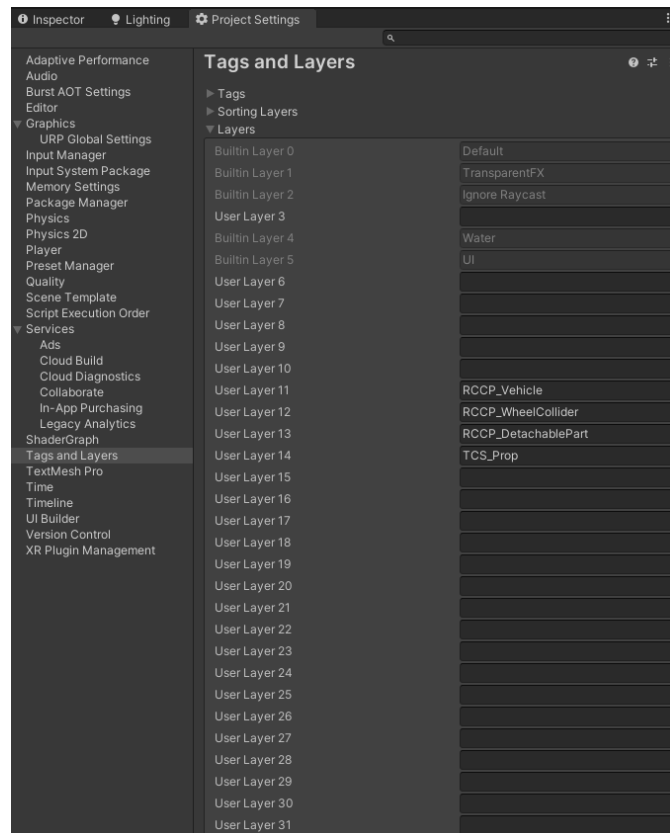 Inspector Lighting Project Settings
Adaptive Performance
Audio
Burst AOT Settings
Editor
Graphics
URP Global Settings
Input Manager
Input System Package
Memory Settings
Package Manager
Physics
Physics 2D
Player
Preset Manager
Quality
Scene Template
Script Execution Order
Services
Ads
Cloud Build
Cloud Diagnostics
Collaborate
In-App Purchasing
Legacy Analytics
ShaderGraph
Tags and Layers
TextMesh Pro
Time
Timeline
UI Builder
Version Control
XR Plugin Management
Tags and Layers
Tags
Sorting Layers
Layers
Builtin Layer 0 Default
Builtin Layer 1 TransparentFX
Builtin Layer 2 Ignore Raycast
User Layer 3
Builtin Layer 4 Water
Builtin Layer 5 UI
User Layer 6
User Layer 7
User Layer 8
User Layer 9
User Layer 10
User Layer 11 RCCP_Vehicle
User Layer 12 RCCP_WheelCollider
User Layer 13 RCCP_DetachablePart
User Layer 14 TCS_Prop
User Layer 15
User Layer 16
User Layer 17
User Layer 18
User Layer 19
User Layer 20
User Layer 21
User Layer 22
User Layer 23
User Layer 24
User Layer 25
User Layer 26
User Layer 27
User Layer 28
User Layer 29
User Layer 30
User Layer 31